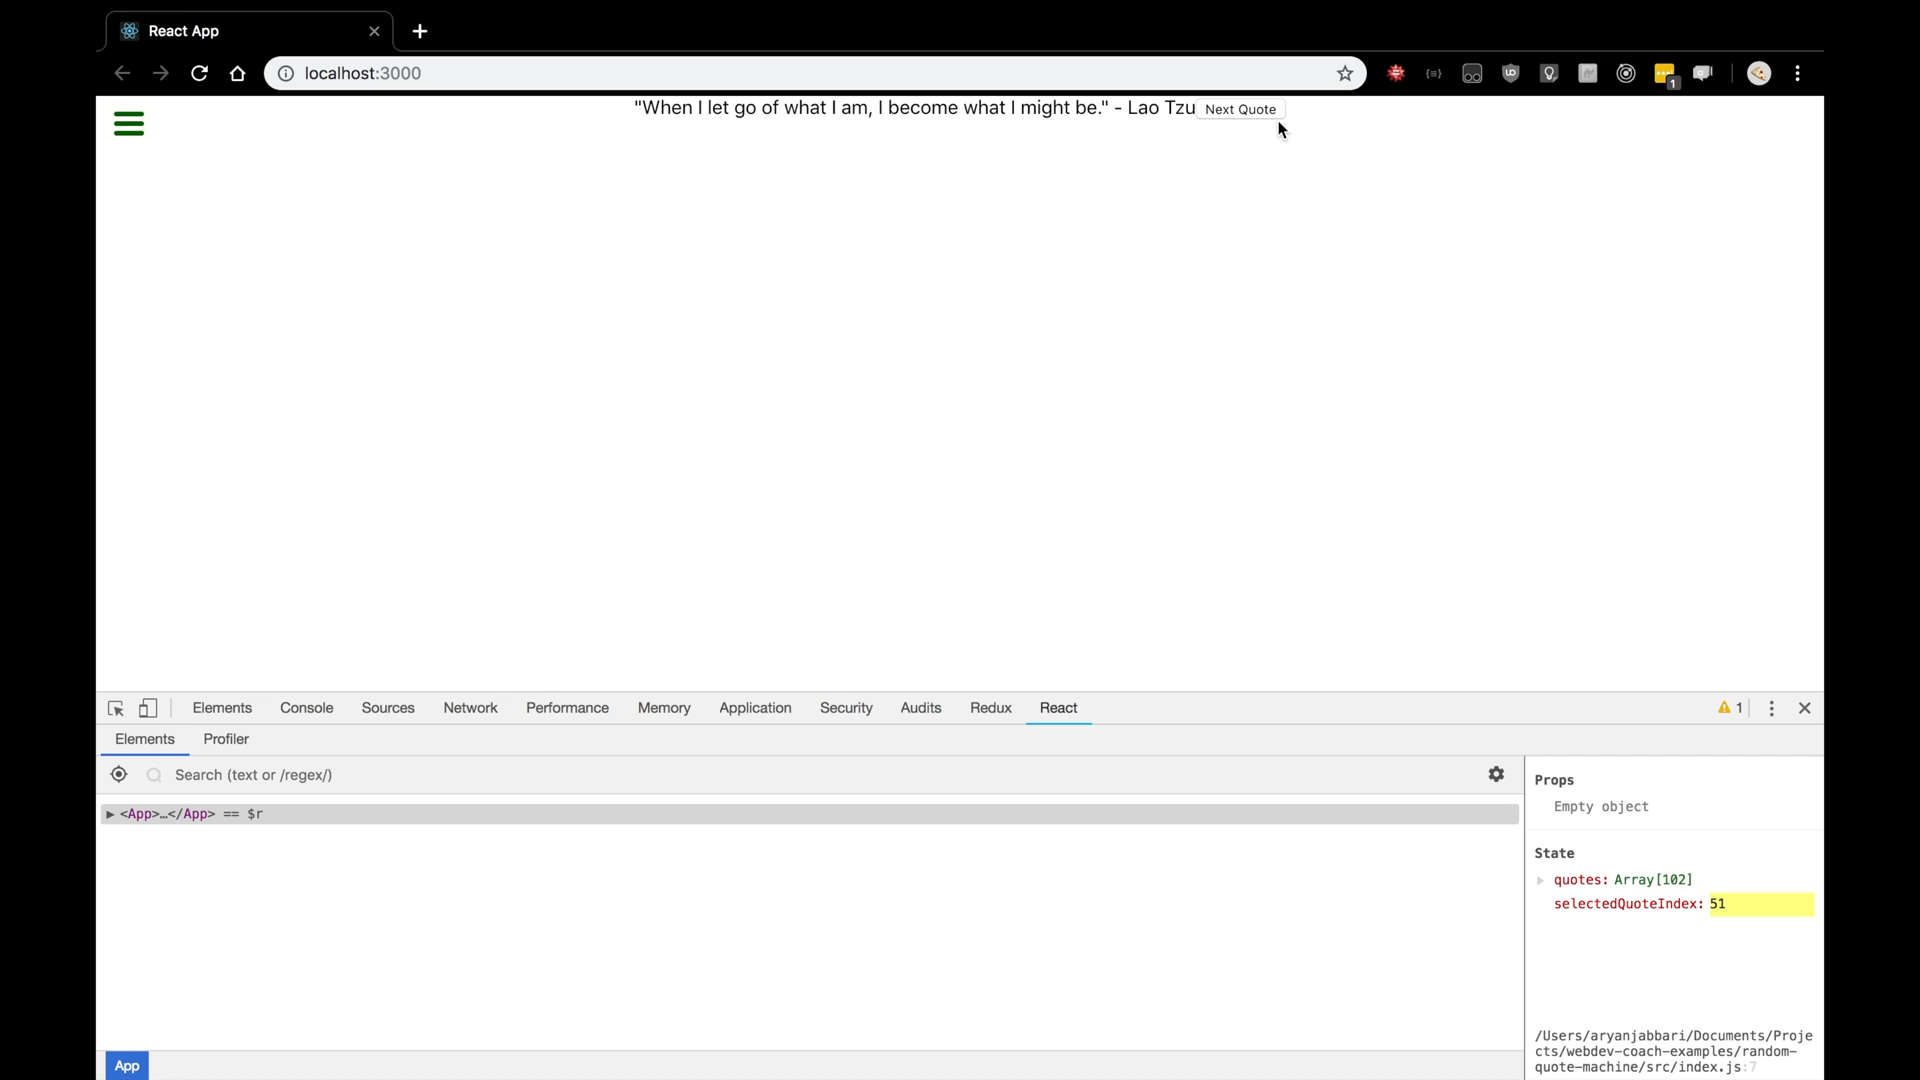 React App
localhost:3000
1
"When I let go of what I am, I become what I might be." - Lao Tzu Next Quote
Elements Console Sources Network Performance Memory Application Security Audits Redux React 1
Elements Profiler
Search (text or /regex/)
<App>…</App> == $r
Props
Empty object
State
quotes: Array[102]
selectedQuoteIndex: 51
/Users/aryanjabbari/Documents/Proje
cts/webdev-coach-examples/random-
quote-machine/src/index.js:7
App